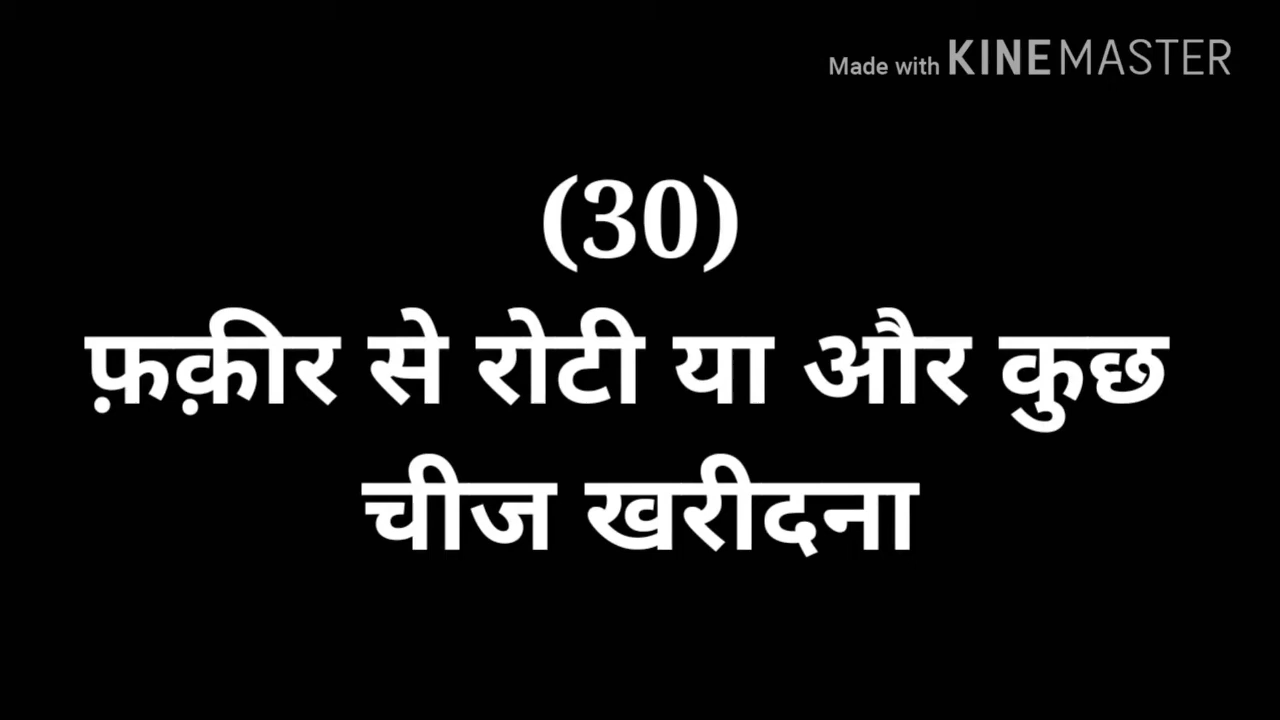 Made with KINEMASTER
(30)
फ़क़ीर से रोटी या और कुछ
चीज खरीदना